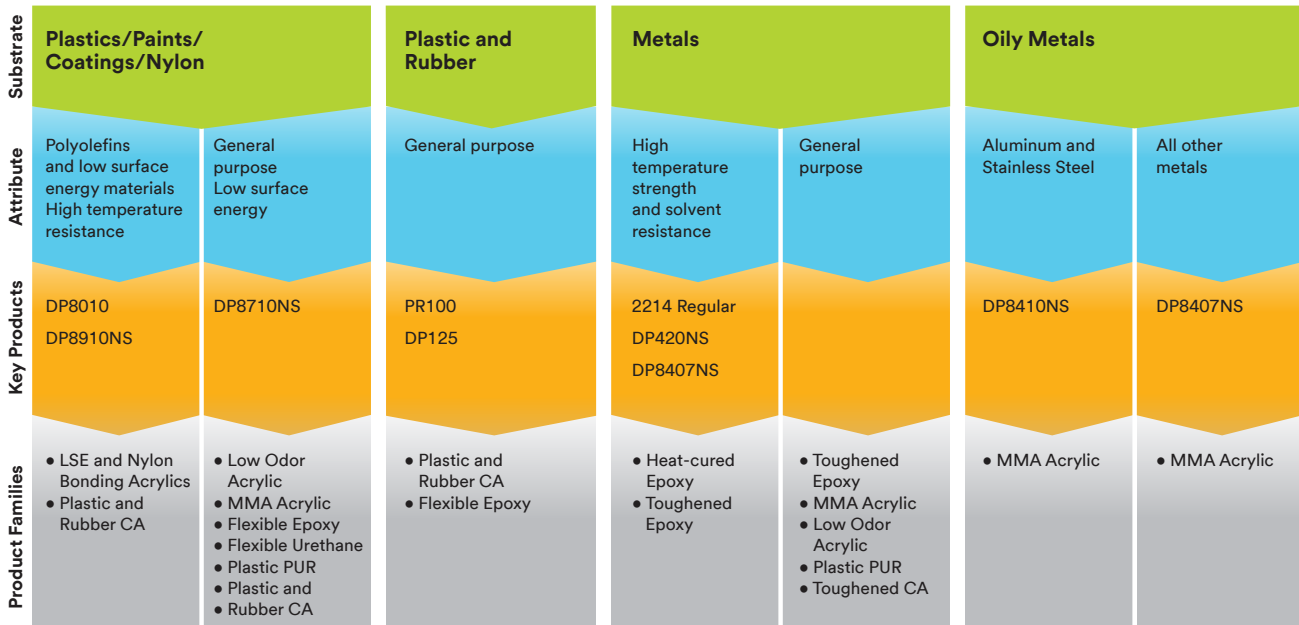 Substrate
Plastics/Paints/
Coatings/Nylon
Plastic and
Rubber
Metals
Oily Metals
Attribute
Polyolefins
and low surface
energy materials
High temperature
resistance
General
purpose
Low surface
energy
General purpose
High
temperature
strength
and solvent
resistance
General
purpose
Aluminum and
Stainless Steel
All other
metals
Key Products
DP8010
DP8910NS
DP8710NS
PR100
DP125
2214 Regular
DP420NS
DP8407NS
DP8410NS
DP8407NS
Product Families
● LSE and Nylon
Bonding Acrylics
● Plastic and
Rubber CA
● Low Odor
Acrylic
● MMA Acrylic
● Flexible Epoxy
● Flexible Urethane
● Plastic PUR
● Plastic and
● Rubber CA
● Plastic and
Rubber CA
● Flexible Epoxy
● Heat-cured
Epoxy
● Toughened
Epoxy
● Toughened
Epoxy
● MMA Acrylic
● Low Odor
Acrylic
● Plastic PUR
● Toughened CA
● MMA Acrylic
● MMA Acrylic